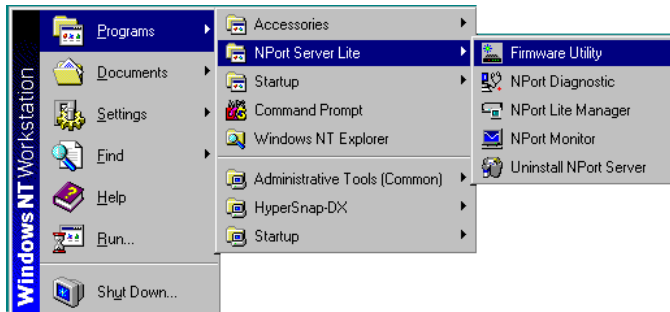 Windows NT Workstation
Programs
Documents
Settings
Find
Help
Run...
Shut Down...
Accessories
NPort Server Lite
Startup
Command Prompt
Windows NT Explorer
Administrative Tools (Common)
HyperSnap-DX
Startup
Firmware Utility
NPort Diagnostic
NPort Lite Manager
NPort Monitor
Uninstall NPort Server